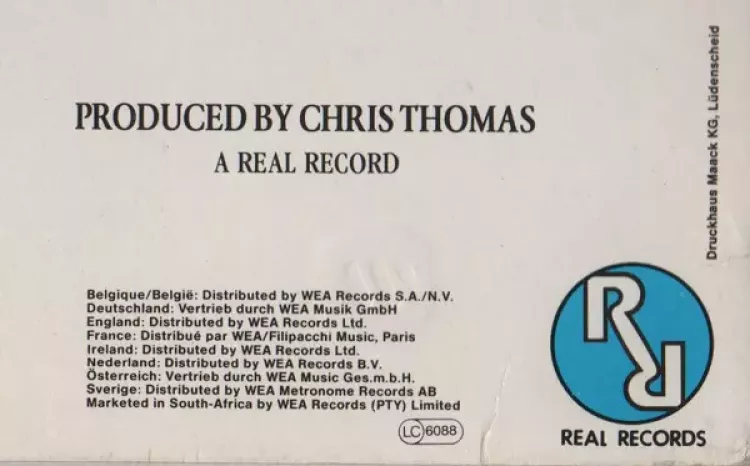 PRODUCED BY CHRIS THOMAS
A REAL RECORD
Druckhaus Maack KG, Lüdenscheid
Belgique/België: Distributed by WEA Records S.A./N.V.
Deutschland: Vertrieb durch WEA Musik GmbH
England: Distributed by WEA Records Ltd.
France: Distribué par WEA/Filipacchi Music, Paris
Ireland: Distributed by WEA Records Ltd.
Nederland: Distributed by WEA Records B.V.
Österreich: Vertrieb durch WEA Music Ges.m.b.H.
Sverige: Distributed by WEA Metronome Records AB
Marketed in South-Africa by WEA Records (PTY) Limited
LC 6088
RR
REAL RECORDS